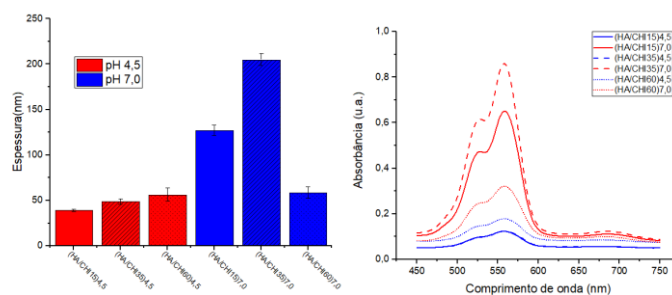 250
200
150
100
50
0
Espessura(nm)
pH 4,5
pH 7,0
(HA/CHI15)4,5
(HA/CHI35)4,5
(HA/CHI60)4,5
(HA/CHI15)7,0
(HA/CHI35)7,0
(HA/CHI60)7,0
1,0
0,8
0,6
0,4
0,2
0,0
Absorbância (u.a.)
(HA/CHI15)4,5
(HA/CHI15)7,0
(HA/CHI35)4,5
(HA/CHI35)7,0
(HA/CHI60)4,5
(HA/CHI60)7,0
450 500 550 600 650 700 750
Comprimento de onda (nm)